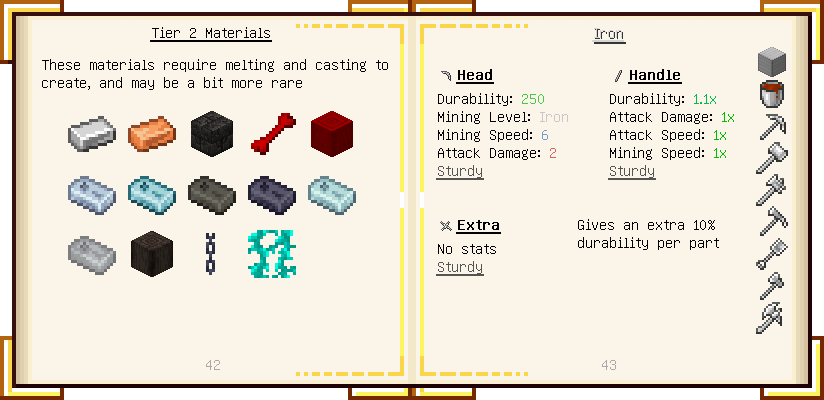 Tier 2 Materials
These materials require melting and casting to
create, and may be a bit more rare
42
Iron
Head
Durability: 250
Mining Level: Iron
Mining Speed: 6
Attack Damage: 2
Sturdy
Handle
Durability: 1.1x
Attack Damage: 1x
Attack Speed: 1x
Mining Speed: 1x
Sturdy
Extra
No stats
Sturdy
Gives an extra 10%
durability per part
43